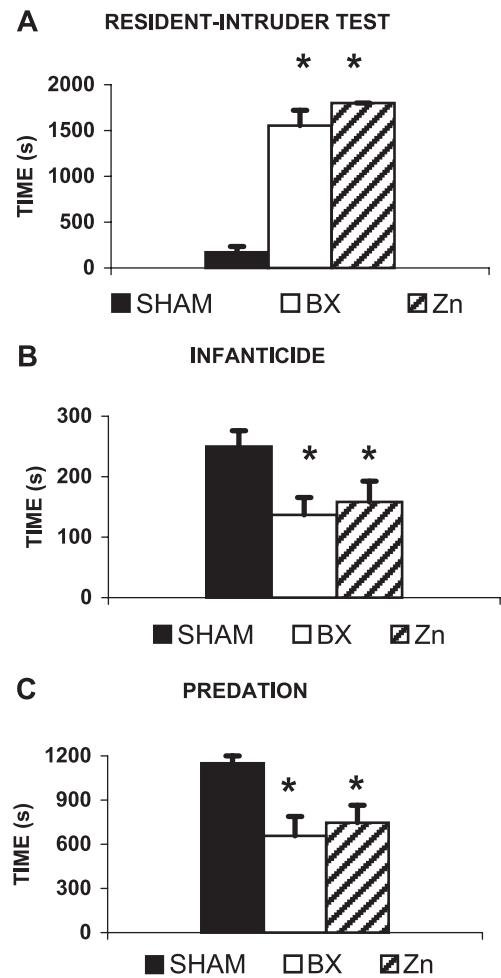 A RESIDENT-INTRUDER TEST
* *
2000
1500
1000
500
0
TIME (s)
SHAM BX Zn
B INFANTICIDE
* *
300
200
100
0
TIME (s)
SHAM BX Zn
C PREDATION
* *
1200
900
600
300
0
TIME (s)
SHAM BX Zn